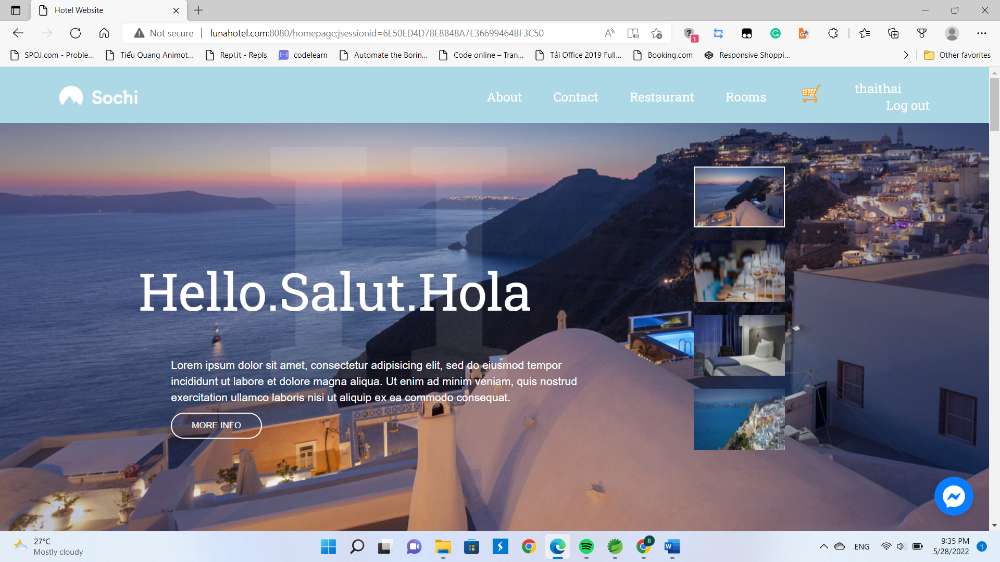 Hotel Website
Not secure
lunahotel.com:8080/homepage;jsessionid=6E50ED4D78E8B48A7E36699464BF3C50
1
SPOJ.com - Proble...
Tiểu Quang Animot...
Repl.it - Repls
codelearn
Automate the Borin...
Code online – Tran...
Tải Office 2019 Full...
Booking.com
Responsive Shoppi...
Other favorites
Sochi
About
Contact
Restaurant
Rooms
thaithai
Log out
H
Hello.Salut.Hola
Lorem ipsum dolor sit amet, consectetur adipisicing elit, sed do eiusmod tempor
incididunt ut labore et dolore magna aliqua. Ut enim ad minim veniam, quis nostrud
exercitation ullamco laboris nisi ut aliquip ex ea commodo consequat.
MORE INFO
27°C
Mostly cloudy
B
ENG
9:35 PM
5/28/2022
1